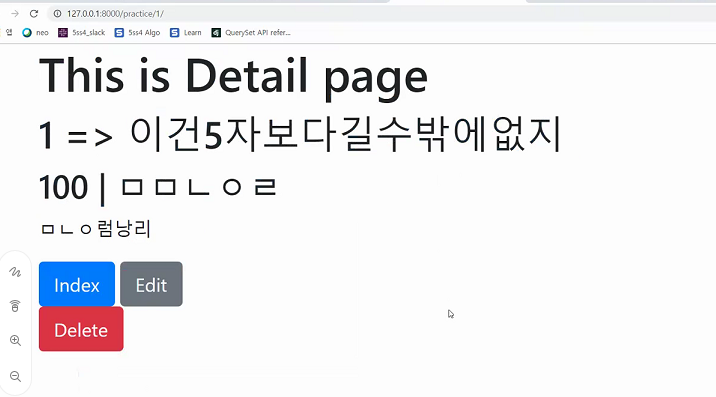 127.0.0.1:8000/practice/1/
앱 neo 5ss4_slack 5ss4 Algo Learn QuerySet API refer...
This is Detail page
1 => 이건5자보다길수밖에없지
100 | ㅁㅁㄴㅇㄹ
ㅁㄴㅇ럼낭리
Index Edit
Delete